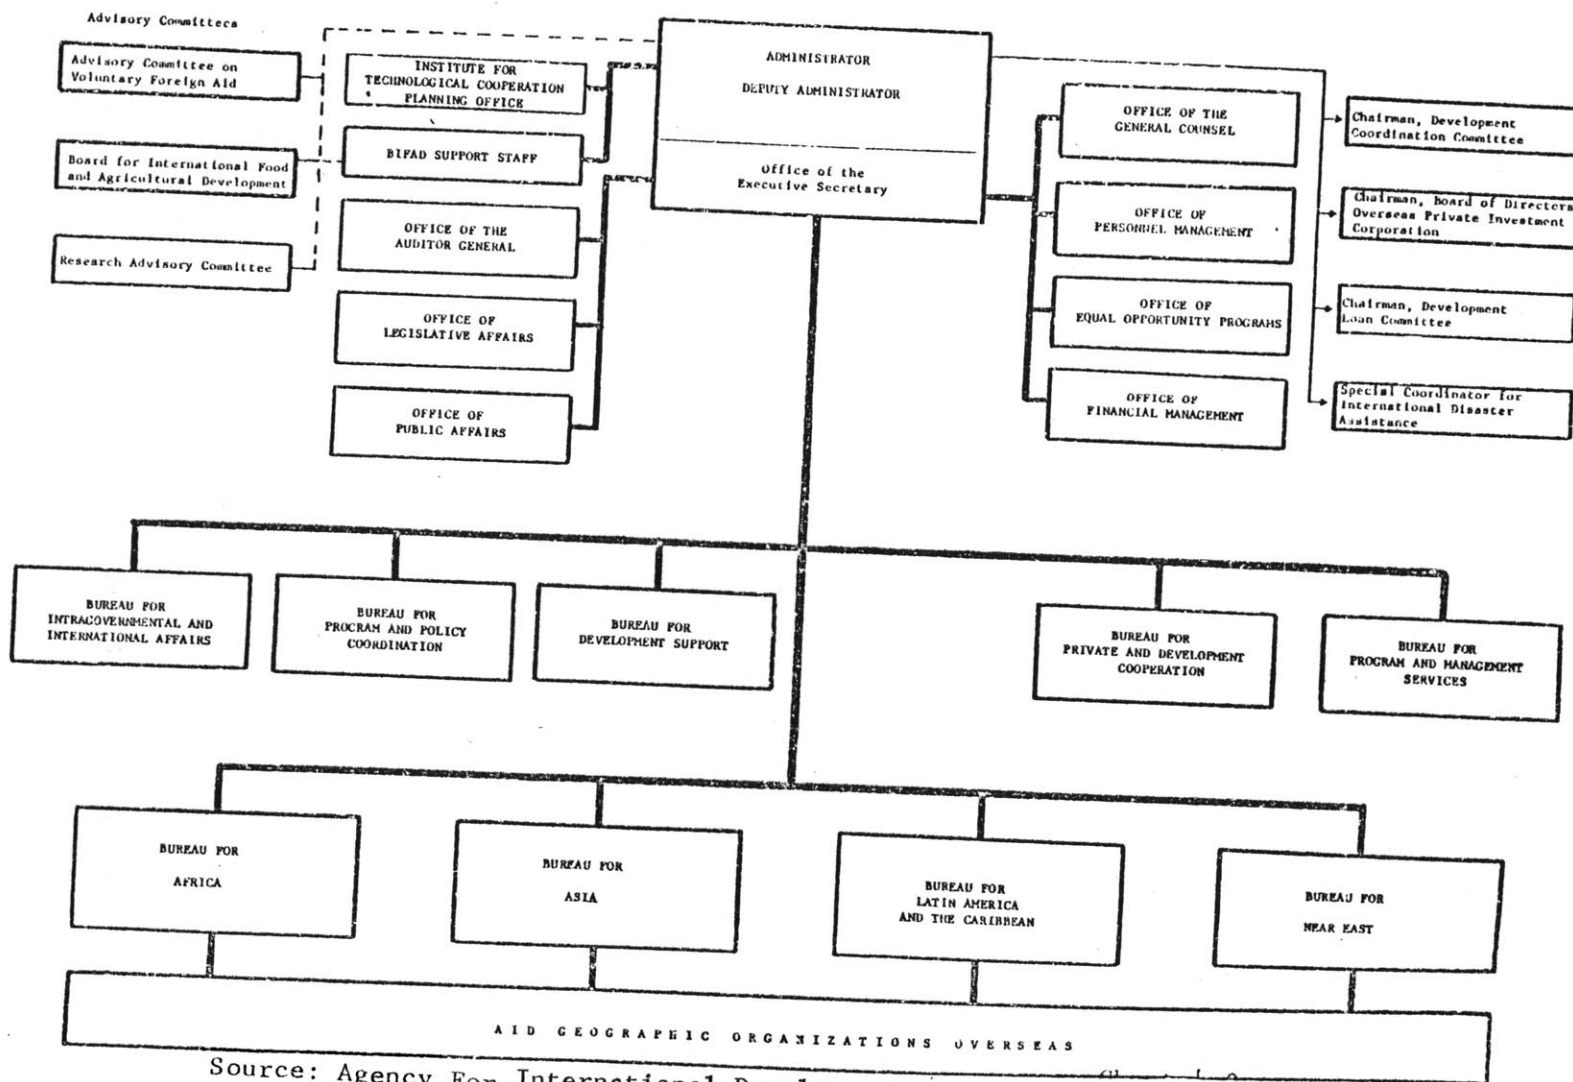 Advisory Committees
Advisory Committee on
Voluntary Foreign Aid
Board for International Food
and Agricultural Development
Research Advisory Committee
INSTITUTE FOR
TECHNOLOGICAL COOPERATION
PLANNING OFFICE
BIFAD SUPPORT STAFF
OFFICE OF THE
AUDITOR GENERAL
OFFICE OF
LEGISLATIVE AFFAIRS
OFFICE OF
PUBLIC AFFAIRS
ADMINISTRATOR
DEPUTY ADMINISTRATOR
Office of the
Executive Secretary
OFFICE OF THE
GENERAL COUNSEL
OFFICE OF
PERSONNEL MANAGEMENT
OFFICE OF
EQUAL OPPORTUNITY PROGRAMS
OFFICE OF
FINANCIAL MANAGEMENT
Chairman, Development
Coordination Committee
Chairman, Board of Directors
Overseas Private Investment
Corporation
Chairman, Development
Loan Committee
Special Coordinator for
International Disaster
Assistance
BUREAU FOR
INTRAGOVERNMENTAL AND
INTERNATIONAL AFFAIRS
BUREAU FOR
PROGRAM AND POLICY
COORDINATION
BUREAU FOR
DEVELOPMENT SUPPORT
BUREAU FOR
PRIVATE AND DEVELOPMENT
COOPERATION
BUREAU FOR
PROGRAM AND MANAGEMENT
SERVICES
BUREAU FOR
AFRICA
BUREAU FOR
ASIA
BUREAU FOR
LATIN AMERICA
AND THE CARIBBEAN
BUREAU FOR
NEAR EAST
AID GEOGRAPHIC ORGANIZATIONS OVERSEAS
Source: Agency For International